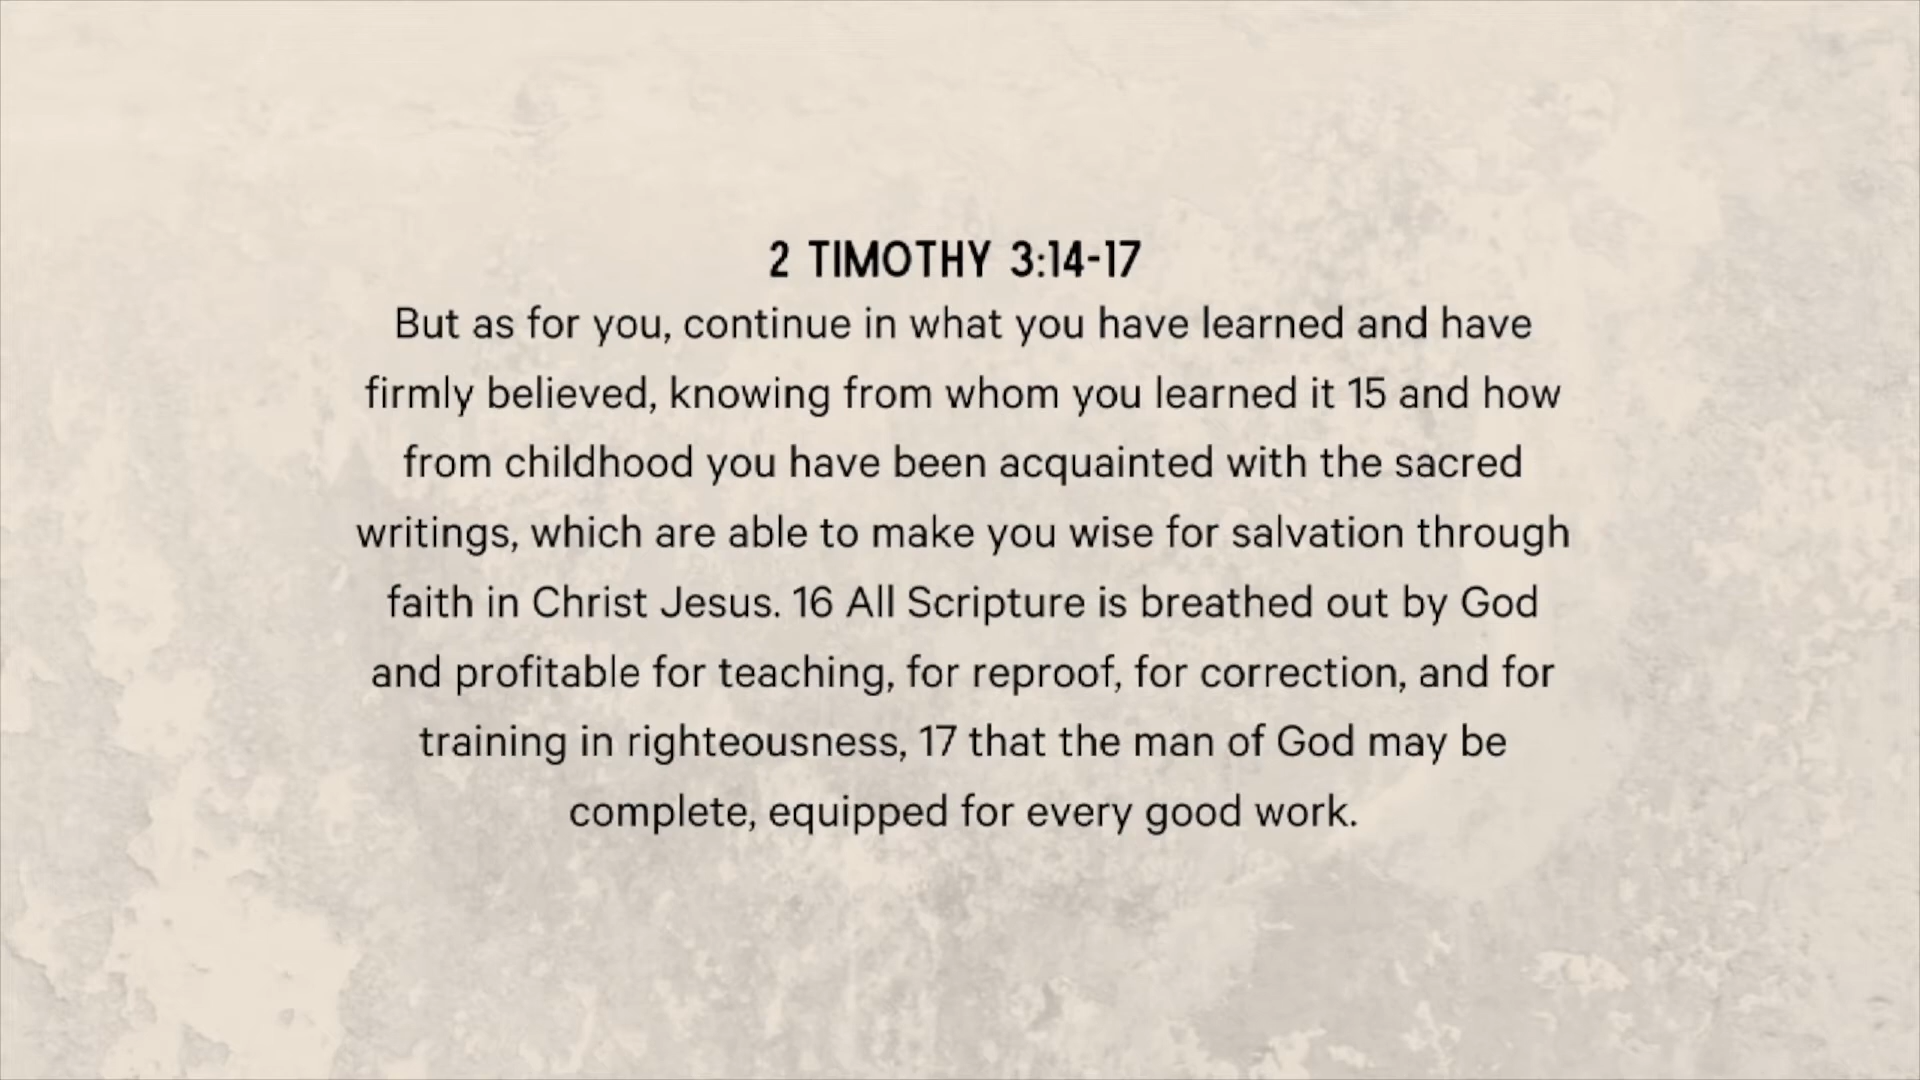 2 TIMOTHY 3:14-17
But as for you, continue in what you have learned and have
firmly believed, knowing from whom you learned it 15 and how
from childhood you have been acquainted with the sacred
writings, which are able to make you wise for salvation through
faith in Christ Jesus. 16 All Scripture is breathed out by God
and profitable for teaching, for reproof, for correction, and for
training in righteousness, 17 that the man of God may be
complete, equipped for every good work.